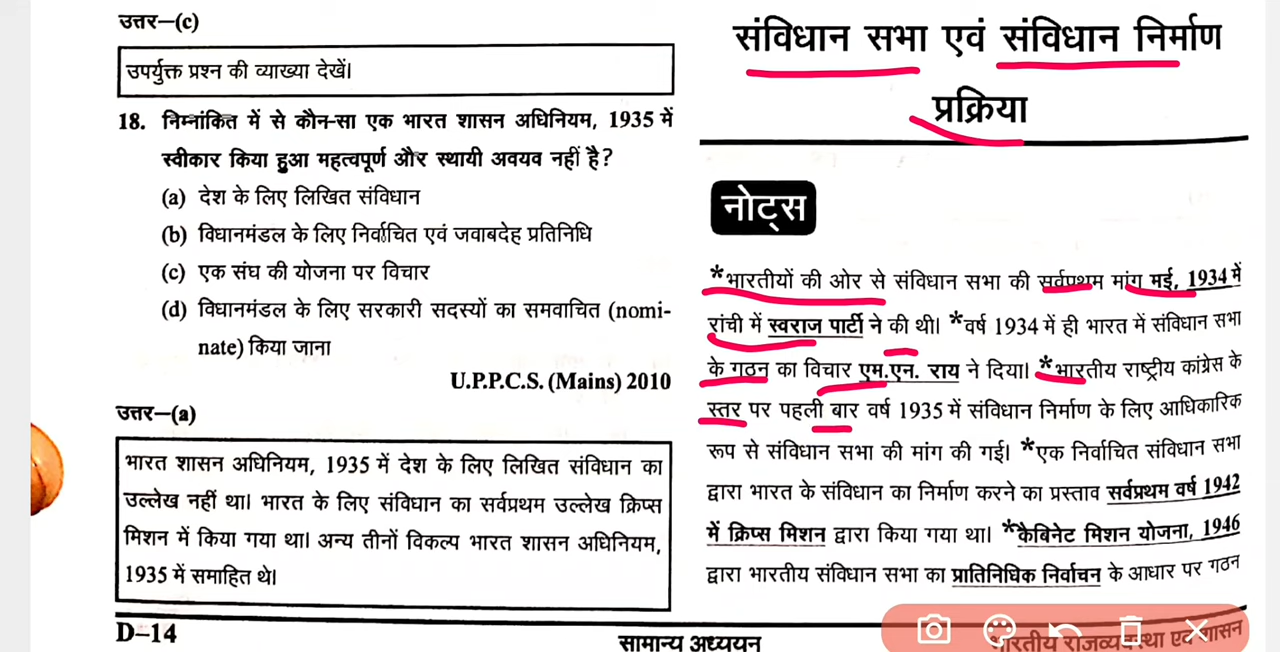 उत्तर–(c)
उपर्युक्त प्रश्न की व्याख्या देखें।
18. निम्नांकित में से कौन-सा एक भारत शासन अधिनियम, 1935 में
स्वीकार किया हुआ महत्वपूर्ण और स्थायी अवयव नहीं है?
(a) देश के लिए लिखित संविधान
(b) विधानमंडल के लिए निर्वाचित एवं जवाबदेह प्रतिनिधि
(c) एक संघ की योजना पर विचार
(d) विधानमंडल के लिए सरकारी सदस्यों का समवाचित (nomi-
nate) किया जाना
U.P.P.C.S. (Mains) 2010
उत्तर–(a)
भारत शासन अधिनियम, 1935 में देश के लिए लिखित संविधान का
उल्लेख नहीं था। भारत के लिए संविधान का सर्वप्रथम उल्लेख क्रिप्स
मिशन में किया गया था। अन्य तीनों विकल्प भारत शासन अधिनियम,
1935 में समाहित थे।
D–14
सामान्य अध्ययन
संविधान सभा एवं संविधान निर्माण
प्रक्रिया
नोट्स
*भारतीयों की ओर से संविधान सभा की सर्वप्रथम मांग मई, 1934 में
रांची में स्वराज पार्टी ने की थी। *वर्ष 1934 में ही भारत में संविधान सभा
के गठन का विचार एम.एन. राय ने दिया। *भारतीय राष्ट्रीय कांग्रेस के
स्तर पर पहली बार वर्ष 1935 में संविधान निर्माण के लिए आधिकारिक
रूप से संविधान सभा की मांग की गई। *एक निर्वाचित संविधान सभा
द्वारा भारत के संविधान का निर्माण करने का प्रस्ताव सर्वप्रथम वर्ष 1942
में क्रिप्स मिशन द्वारा किया गया था। *कैबिनेट मिशन योजना, 1946
द्वारा भारतीय संविधान सभा का प्रातिनिधिक निर्वाचन के आधार पर गठन
भारतीय राजव्यवस्था एवं शासन